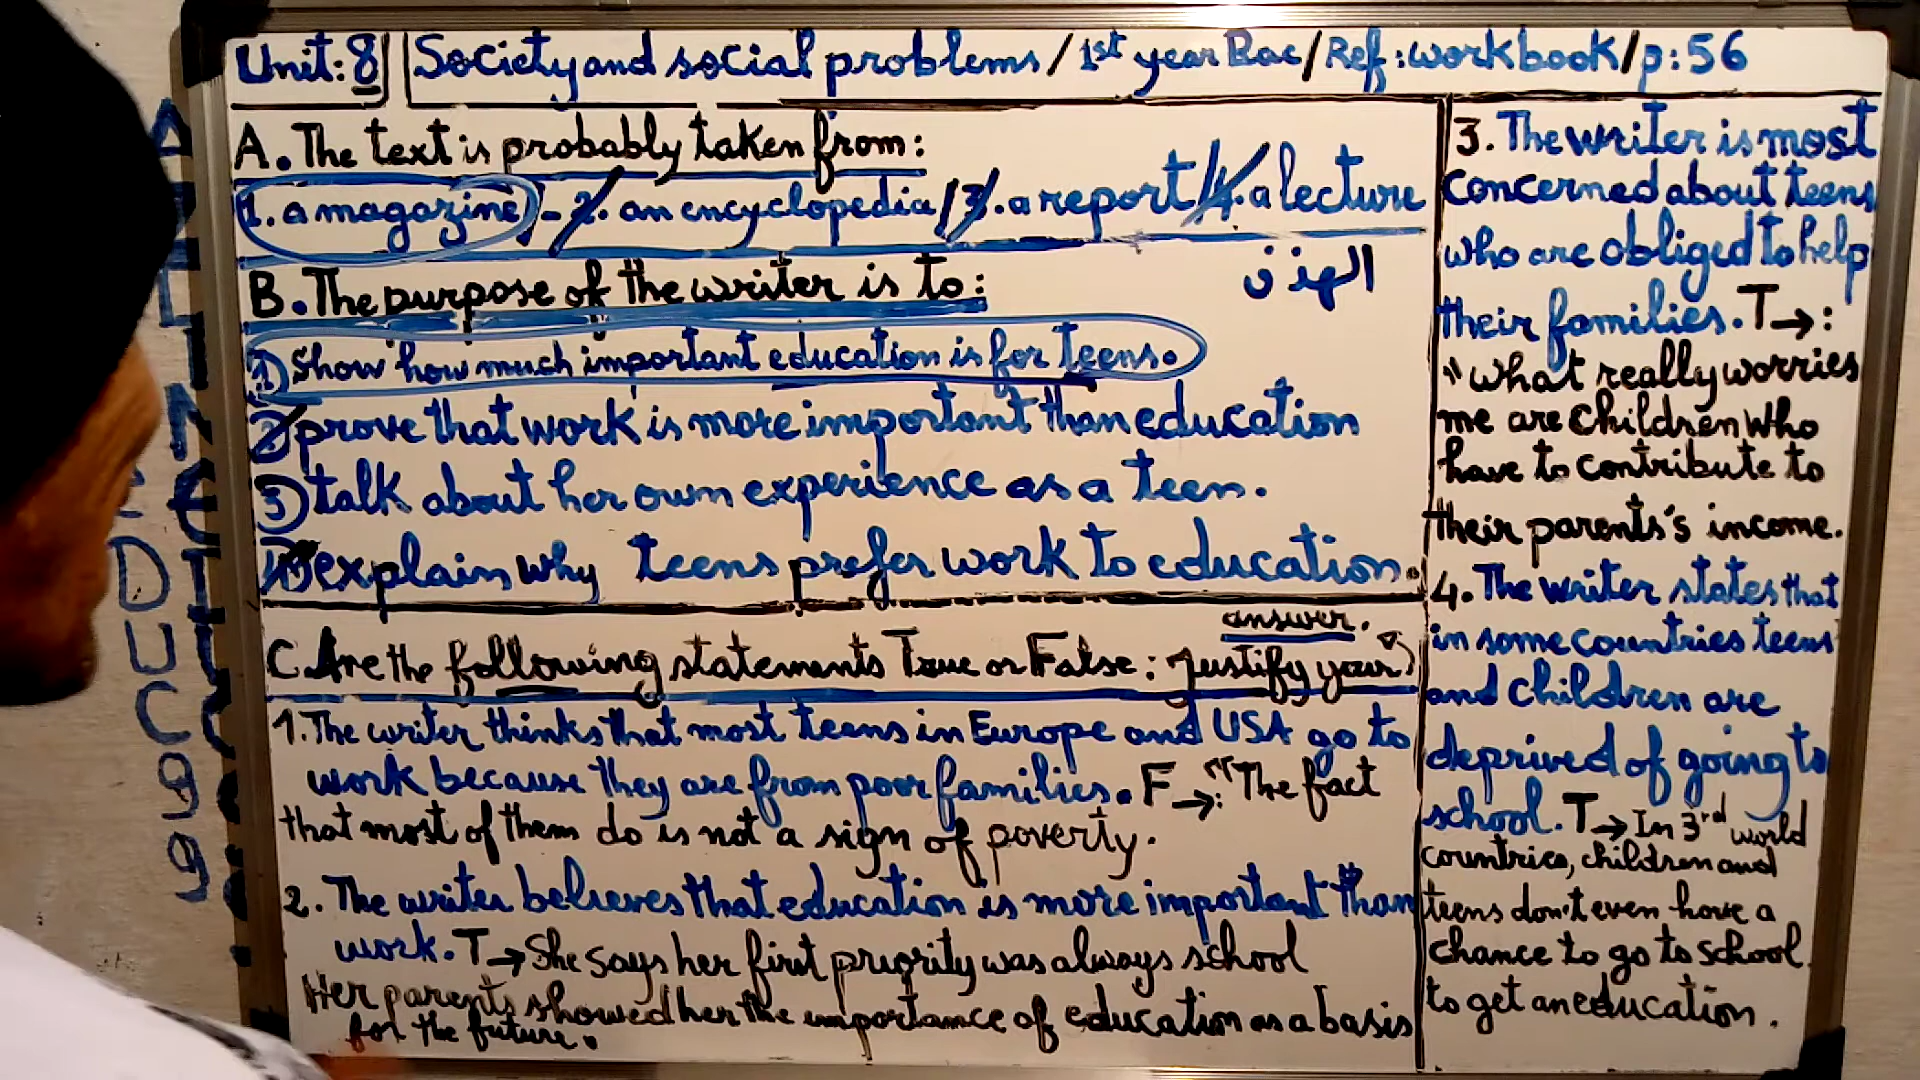 Unit: 8 Society and social problems / 1st year Bac / Ref: workbook / p: 56
A. The text is probably taken from:
1. a magazine - 2. an encyclopedia / 3. a report / 4. a lecture
الهدف
B. The purpose of the writer is to:
1) Show how much important education is for teens.
2) prove that work is more important than education
3) talk about her own experience as a teen.
4) explain why teens prefer work to education.
C. Are the following statements True or False: justify your
answer.
1. The writer thinks that most teens in Europe and USA go to
work because they are from poor families. F →: "The fact
that most of them do is not a sign of poverty.
2. The writer believes that education is more important than
work. T → She says her first priority was always school
Her parents showed her the importance of education as a basis
for the future.
3. The writer is most
concerned about teens
who are obliged to help
their families. T →:
"what really worries
me are children who
have to contribute to
their parents's income.
4. The writer states that
in some countries teens
and children are
deprived of going to
school. T → In 3rd world
countries, children and
teens don't even have a
chance to go to school
to get an education.
EDUC
99